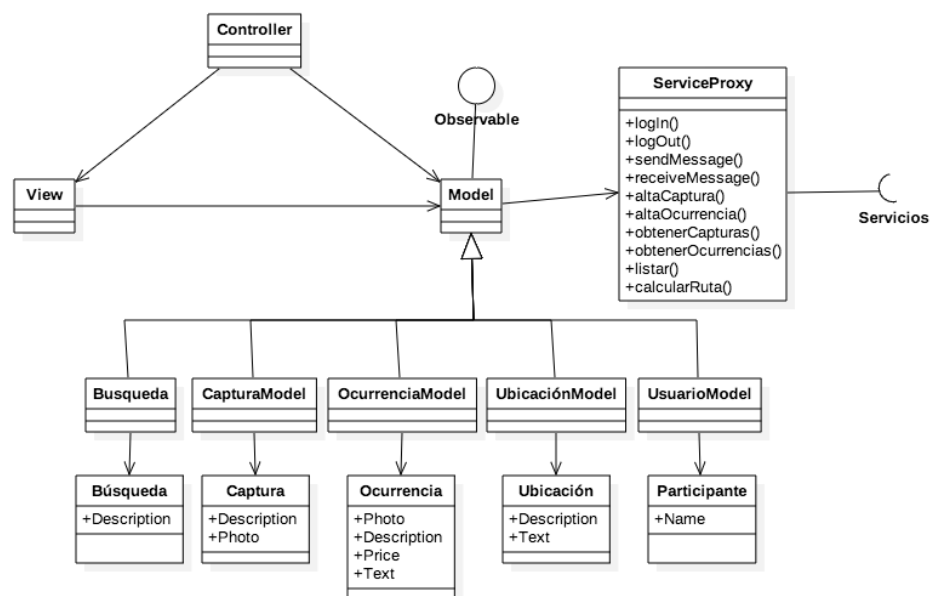 Controller
Observable
ServiceProxy
+logIn()
+logOut()
+sendMessage()
+receiveMessage()
+altaCaptura()
+altaOcurrencia()
+obtenerCapturas()
+obtenerOcurrencias()
+listar()
+calcularRuta()
View
Model
Servicios
Busqueda
CapturaModel
OcurrenciaModel
UbicaciónModel
UsuarioModel
Búsqueda
+Description
Captura
+Description
+Photo
Ocurrencia
+Photo
+Description
+Price
+Text
Ubicación
+Description
+Text
Participante
+Name